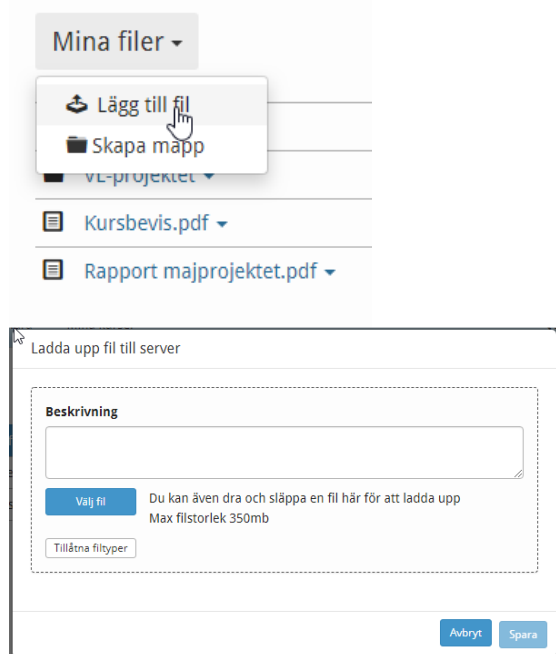 Mina filer
Lägg till fil
Skapa mapp
VL-projektet
Kursbevis.pdf
Rapport majprojektet.pdf
Ladda upp fil till server
Beskrivning
Välj fil
Du kan även dra och släppa en fil här för att ladda upp
Max filstorlek 350mb
Tillåtna filtyper
Avbryt
Spara